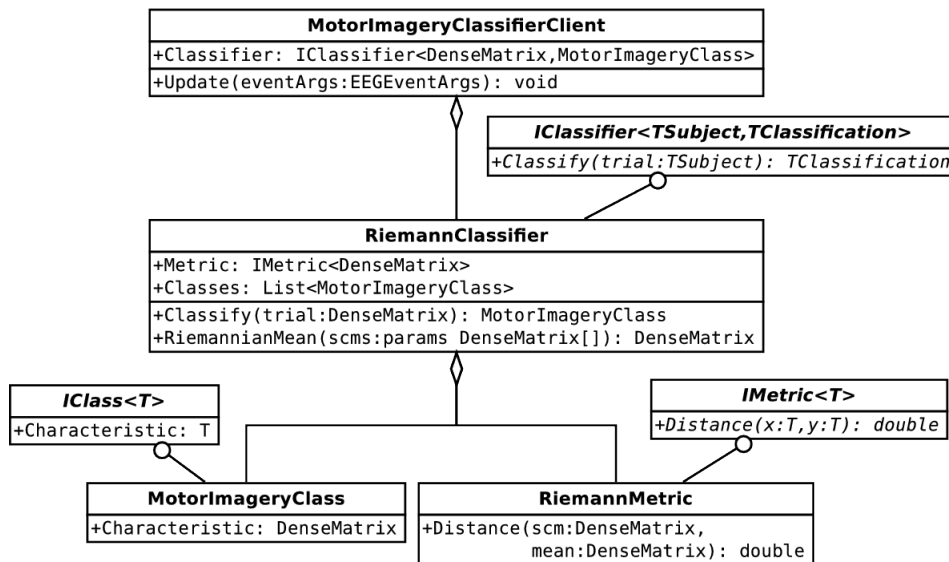 MotorImageryClassifierClient
+Classifier: IClassifier<DenseMatrix,MotorImageryClass>
+Update(eventArgs:EEGEventArgs): void
IClassifier<TSubject,TClassification>
+Classify(trial:TSubject): TClassification
RiemannClassifier
+Metric: IMetric<DenseMatrix>
+Classes: List<MotorImageryClass>
+Classify(trial:DenseMatrix): MotorImageryClass
+RiemannianMean(scms:params DenseMatrix[]): DenseMatrix
IClass<T>
+Characteristic: T
IMetric<T>
+Distance(x:T,y:T): double
MotorImageryClass
+Characteristic: DenseMatrix
RiemannMetric
+Distance(scm:DenseMatrix,
mean:DenseMatrix): double